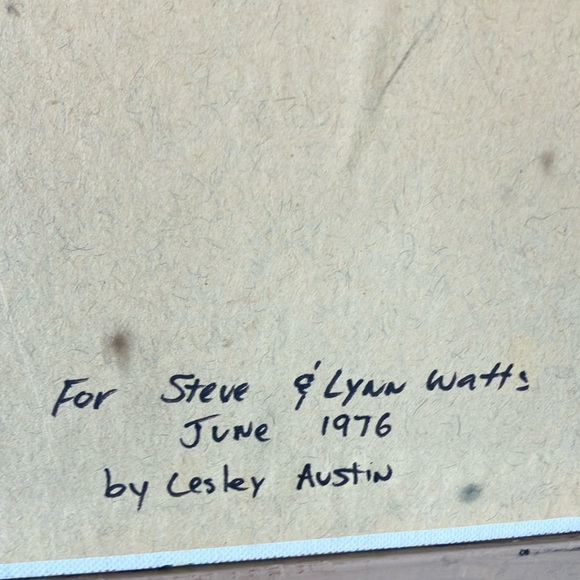 For Steve & Lynn Watts
June 1976
by Lesley Austin